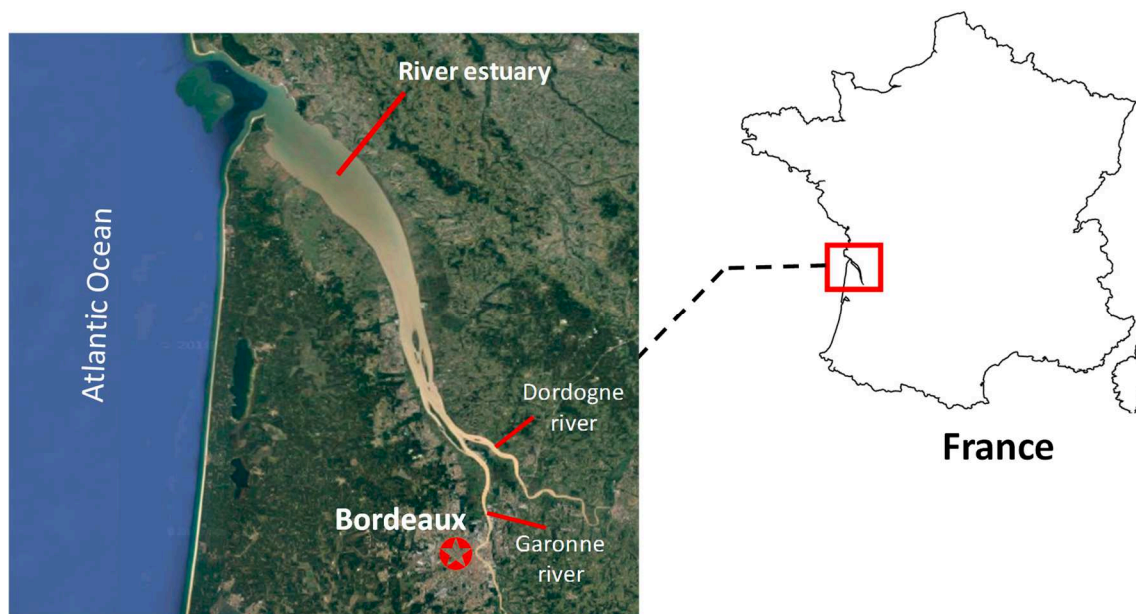 River estuary
Atlantic Ocean
Dordogne
river
Bordeaux
Garonne
river
France